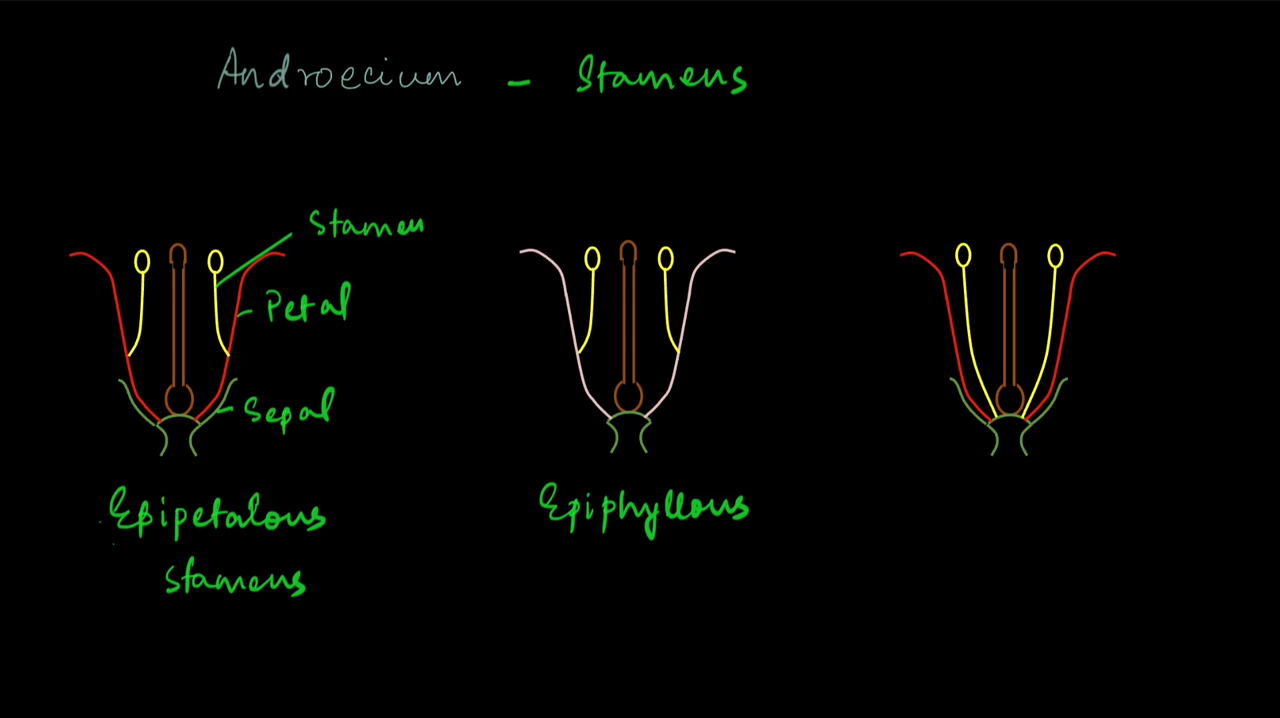 Androecium - Stamens
Stamen
Petal
Sepal
Epipetalous
stamens
Epiphyllous